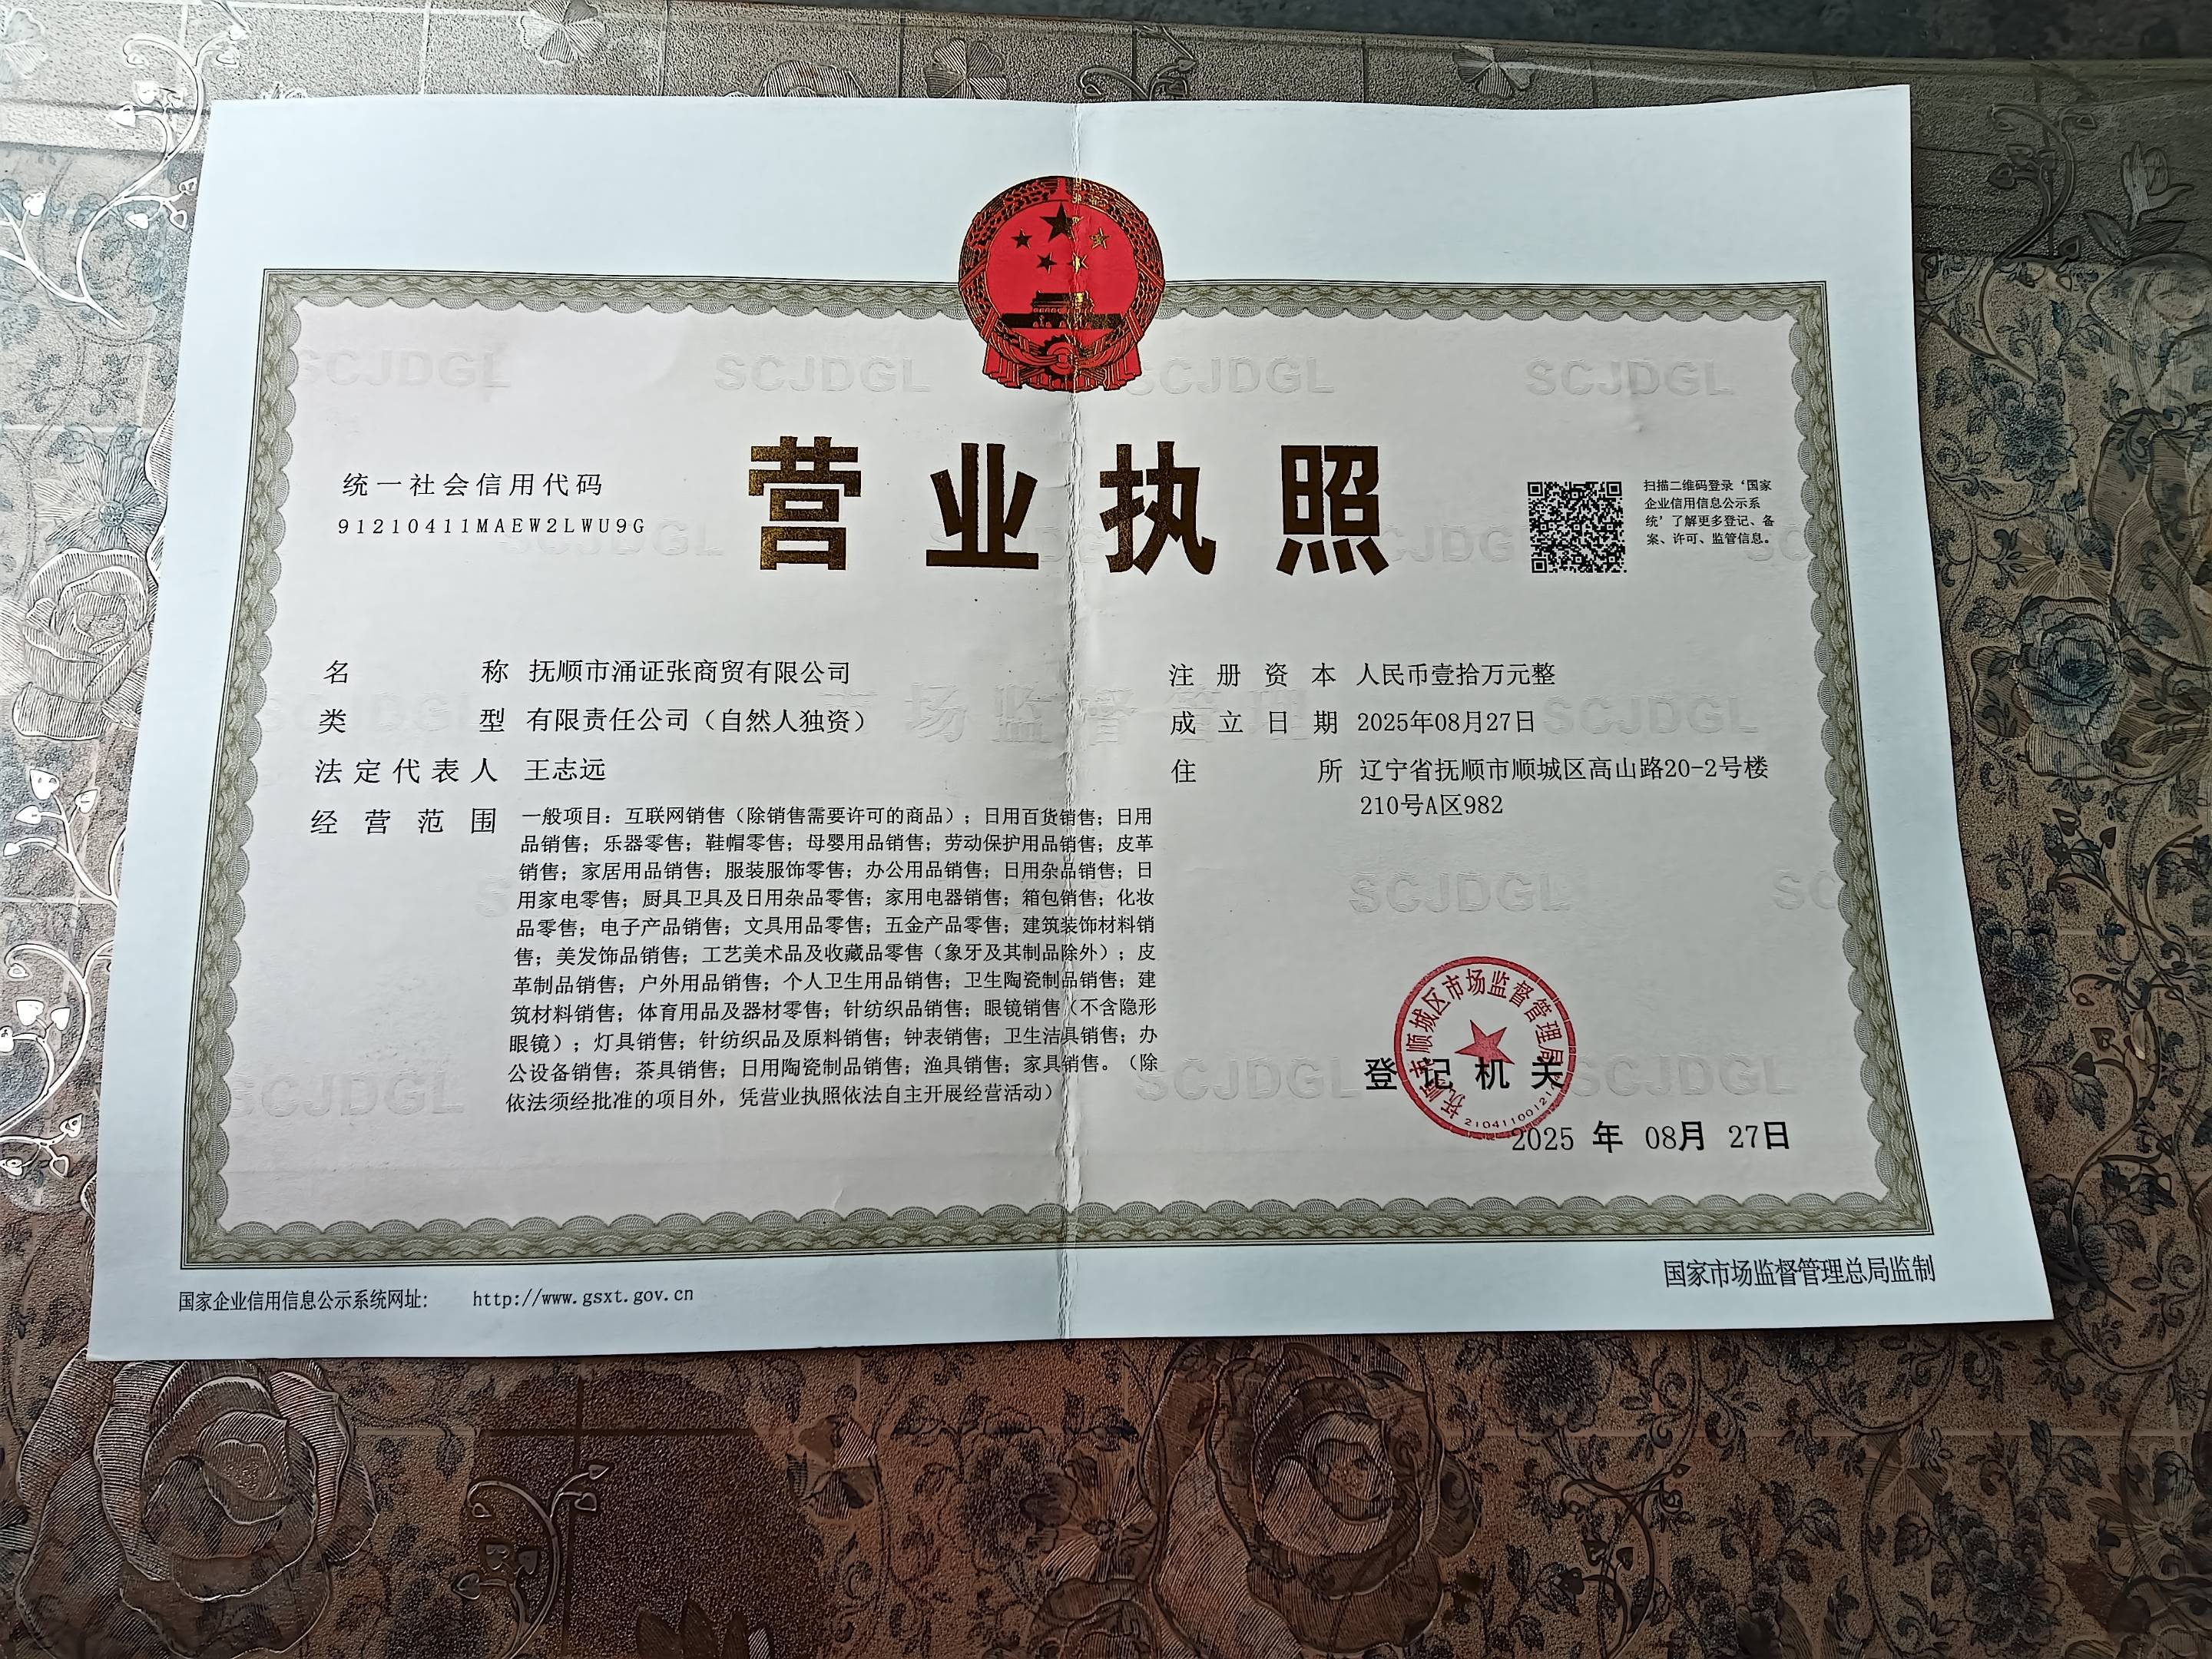 营业执照
统一社会信用代码
91210411MAEW2LWU9G
扫描二维码登录‘国家
企业信用信息公示系
统’了解更多登记、备
案、许可、监管信息。
名称 抚顺市涌证张商贸有限公司
类型 有限责任公司（自然人独资）
法定代表人 王志远
经营范围 一般项目：互联网销售（除销售需要许可的商品）；日用百货销售；日用
品销售；乐器零售；鞋帽零售；母婴用品销售；劳动保护用品销售；皮革
销售；家居用品销售；服装服饰零售；办公用品销售；日用杂品销售；日
用家电零售；厨具卫具及日用杂品零售；家用电器销售；箱包销售；化妆
品零售；电子产品销售；文具用品零售；五金产品零售；建筑装饰材料销
售；美发饰品销售；工艺美术品及收藏品零售（象牙及其制品除外）；皮
革制品销售；户外用品销售；个人卫生用品销售；卫生陶瓷制品销售；建
筑材料销售；体育用品及器材零售；针纺织品销售；眼镜销售（不含隐形
眼镜）；灯具销售；针纺织品及原料销售；钟表销售；卫生洁具销售；办
公设备销售；茶具销售；日用陶瓷制品销售；渔具销售；家具销售。（除
依法须经批准的项目外，凭营业执照依法自主开展经营活动）
注册资本 人民币壹拾万元整
成立日期 2025年08月27日
住所 辽宁省抚顺市顺城区高山路20-2号楼
210号A区982
SCJDGL
市场监督管理
抚顺市顺城区市场监督管理局
登记机关
2025 年 08月 27日
国家企业信用信息公示系统网址： http://www.gsxt.gov.cn
国家市场监督管理总局监制